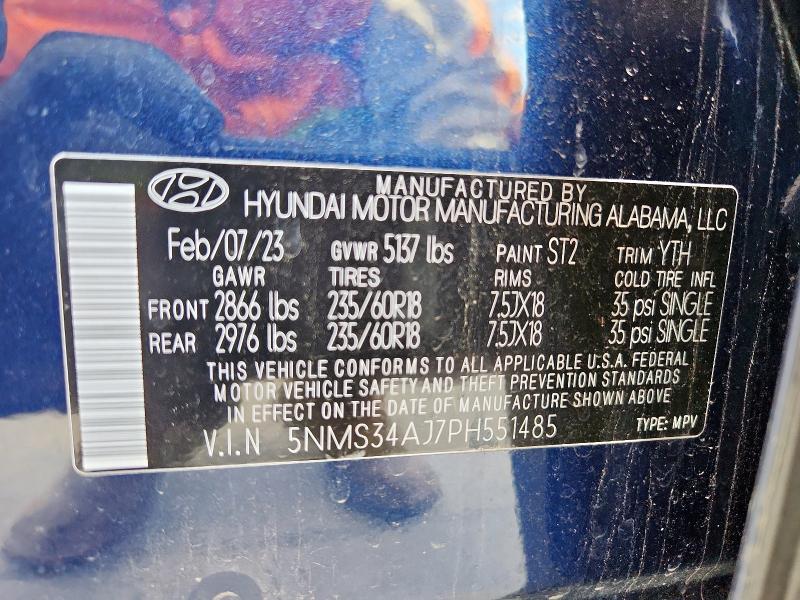 MANUFACTURED BY
HYUNDAI MOTOR MANUFACTURING ALABAMA, LLC
Feb/07/23 GVWR 5137 lbs PAINT ST2 TRIM YTH
GAWR TIRES RIMS COLD TIRE INFL
FRONT 2866 lbs 235/60R18 7.5JX18 35 psi SINGLE
REAR 2976 lbs 235/60R18 7.5JX18 35 psi SINGLE
THIS VEHICLE CONFORMS TO ALL APPLICABLE U.S.A. FEDERAL
MOTOR VEHICLE SAFETY AND THEFT PREVENTION STANDARDS
IN EFFECT ON THE DATE OF MANUFACTURE SHOWN ABOVE
V.I.N 5NMS34AJ7PH551485 TYPE: MPV